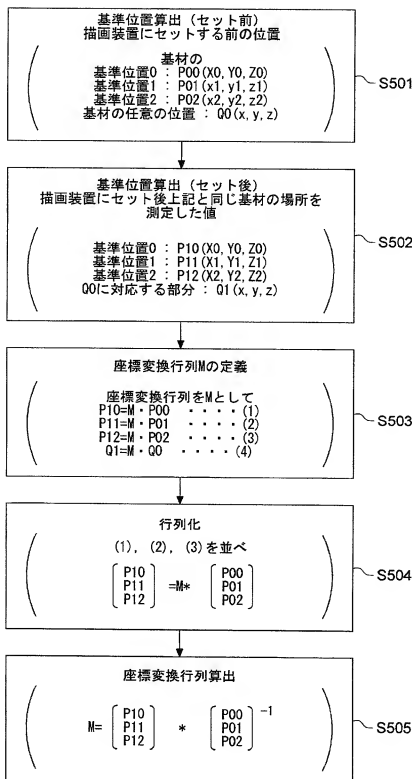 基準位置算出（セット前）
描画装置にセットする前の位置
基材の
基準位置0 : P00(X0, Y0, Z0)
基準位置1 : P01(x1, y1, z1)
基準位置2 : P02(x2, y2, z2)
基材の任意の位置 : Q0(x, y, z)
S501
基準位置算出（セット後）
描画装置にセット後上記と同じ基材の場所を
測定した値
基準位置0 : P10(X0, Y0, Z0)
基準位置1 : P11(X1, Y1, Z1)
基準位置2 : P12(X2, Y2, Z2)
Q0に対応する部分 : Q1(x, y, z)
S502
座標変換行列Mの定義
座標変換行列をMとして
P10=M・P00 ・・・・(1)
P11=M・P01 ・・・・(2)
P12=M・P02 ・・・・(3)
Q1=M・Q0 ・・・・(4)
S503
行列化
(1), (2), (3)を並べ
P10 P00
P11 =M* P01
P12 P02
S504
座標変換行列算出
P10 P00 -1
M= P11 * P01
P12 P02
S505